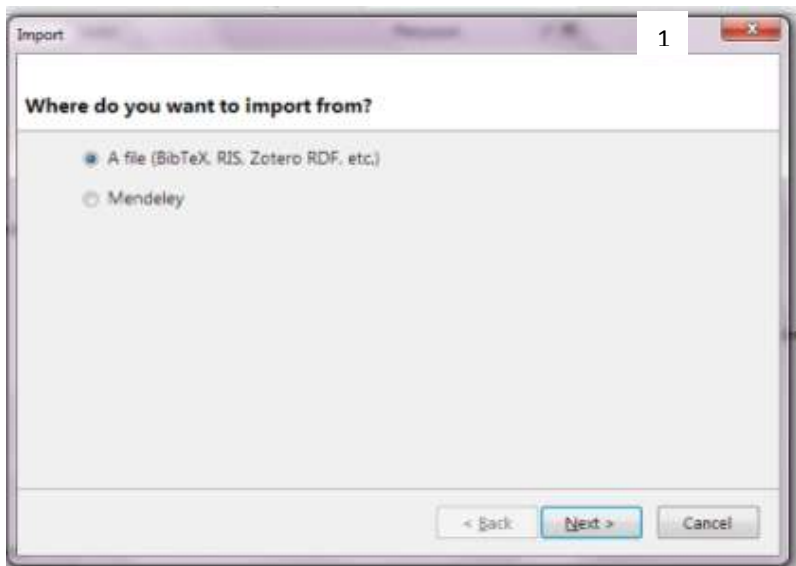 Import
1
Where do you want to import from?
A file (BibTeX, RIS, Zotero RDF, etc.)
Mendeley
< Back
Next >
Cancel